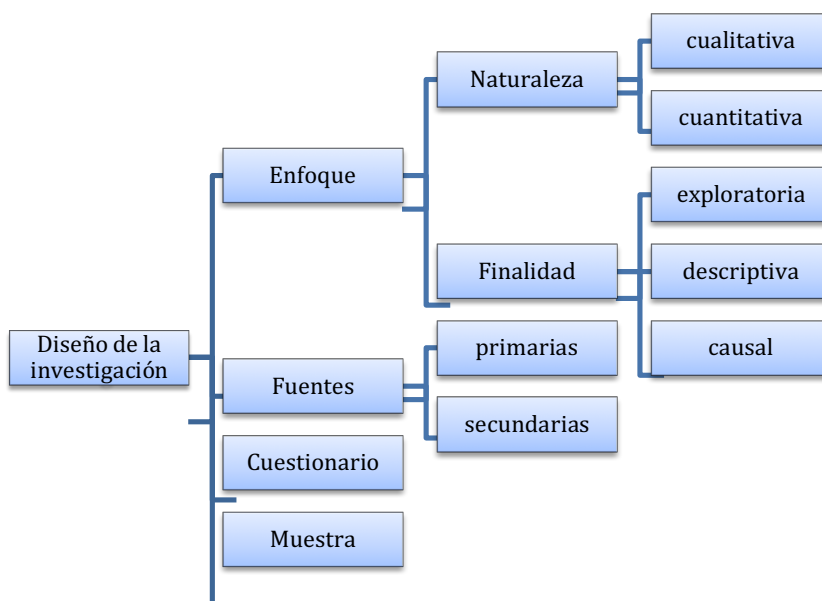 cualitativa
Naturaleza
cuantitativa
Enfoque
exploratoria
Finalidad
descriptiva
Diseño de la
investigación
primarias
causal
Fuentes
secundarias
Cuestionario
Muestra